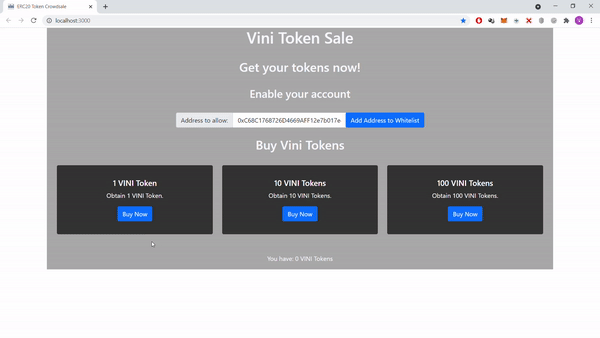 ERC20 Token Crowdsale
localhost:3000
Vini Token Sale
Get your tokens now!
Enable your account
Address to allow: 0xC68C1768726D4669AFF12e7b017e Add Address to Whitelist
Buy Vini Tokens
1 VINI Token
Obtain 1 VINI Token.
Buy Now
10 VINI Tokens
Obtain 10 VINI Tokens.
Buy Now
100 VINI Tokens
Obtain 100 VINI Tokens.
Buy Now
You have: 0 VINI Tokens